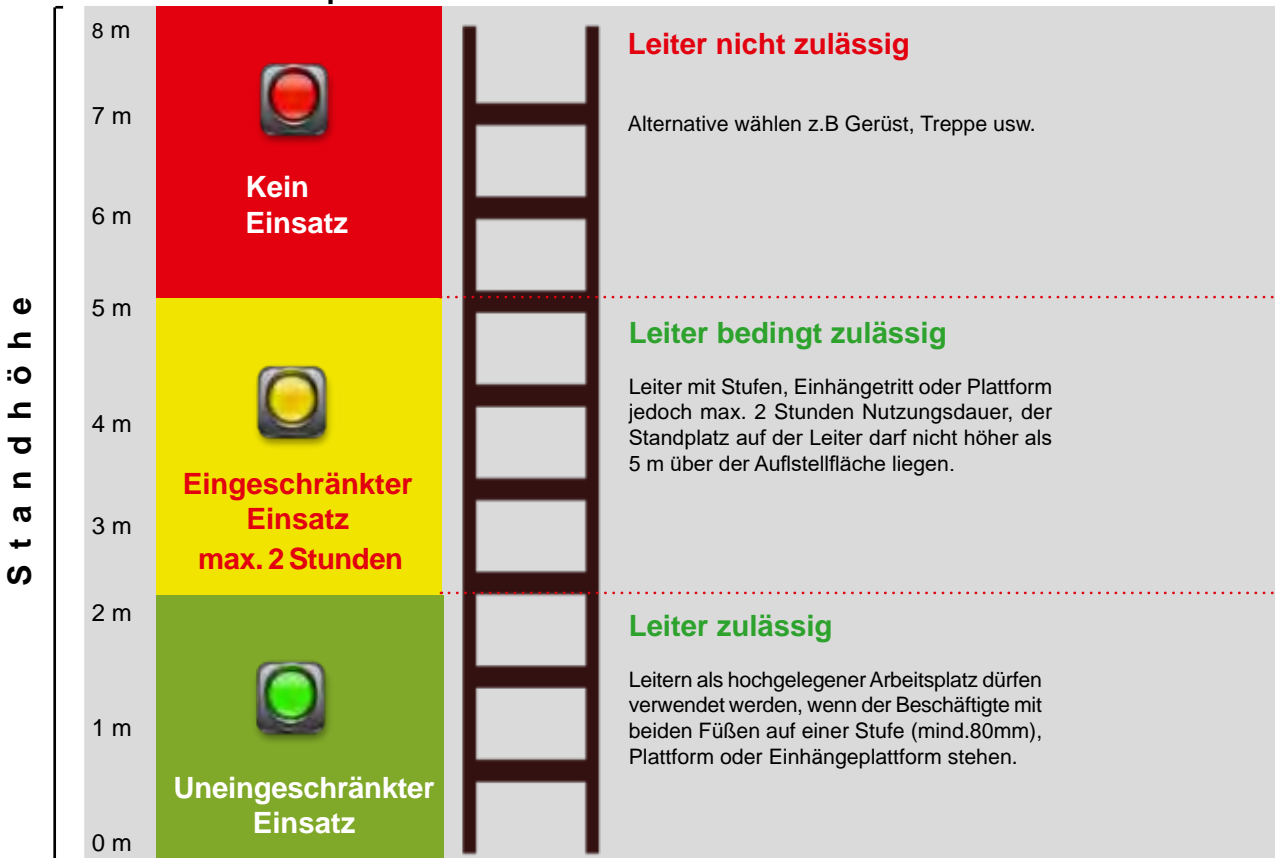 Standhöhe
8 m
7 m
6 m
5 m
4 m
3 m
2 m
1 m
0 m
Kein
Einsatz
Leiter nicht zulässig
Alternative wählen z.B Gerüst, Treppe usw.
Eingeschränkter
Einsatz
max. 2 Stunden
Leiter bedingt zulässig
Leiter mit Stufen, Einhängetritt oder Plattform
jedoch max. 2 Stunden Nutzungsdauer, der
Standplatz auf der Leiter darf nicht höher als
5 m über der Auflstellfläche liegen.
Uneingeschränkter
Einsatz
Leiter zulässig
Leitern als hochgelegener Arbeitsplatz dürfen
verwendet werden, wenn der Beschäftigte mit
beiden Füßen auf einer Stufe (mind.80mm),
Plattform oder Einhängeplattform stehen.